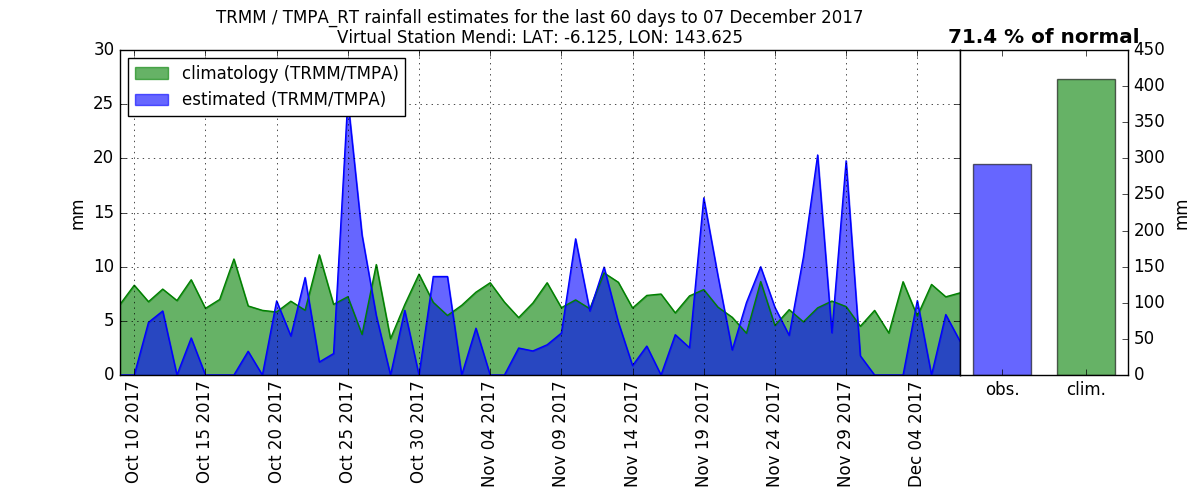 TRMM / TMPA_RT rainfall estimates for the last 60 days to 07 December 2017
Virtual Station Mendi: LAT: -6.125, LON: 143.625
71.4 % of normal
climatology (TRMM/TMPA)
estimated (TRMM/TMPA)
30
25
20
15
10
5
0
mm
Oct 10 2017
Oct 15 2017
Oct 20 2017
Oct 25 2017
Oct 30 2017
Nov 04 2017
Nov 09 2017
Nov 14 2017
Nov 19 2017
Nov 24 2017
Nov 29 2017
Dec 04 2017
obs.
clim.
450
400
350
300
250
200
150
100
50
0
mm